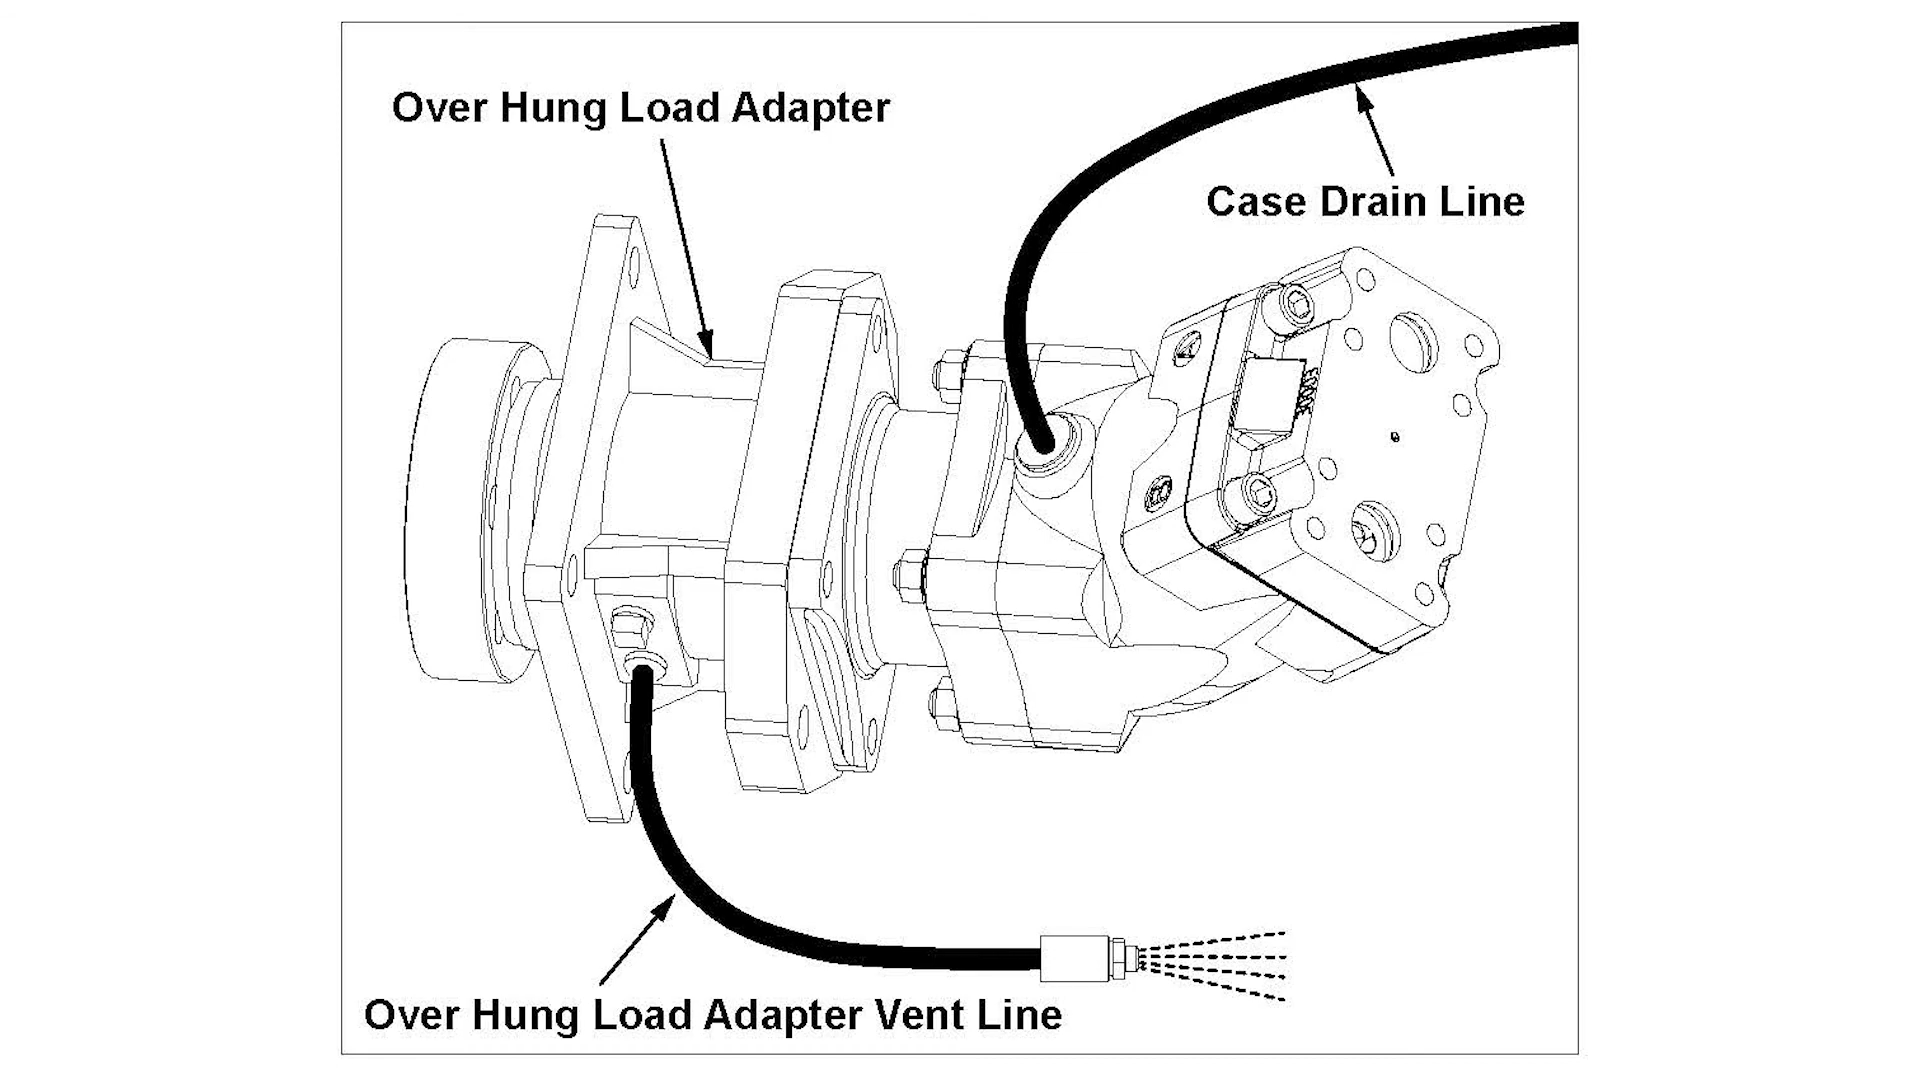 Over Hung Load Adapter
Case Drain Line
Over Hung Load Adapter Vent Line